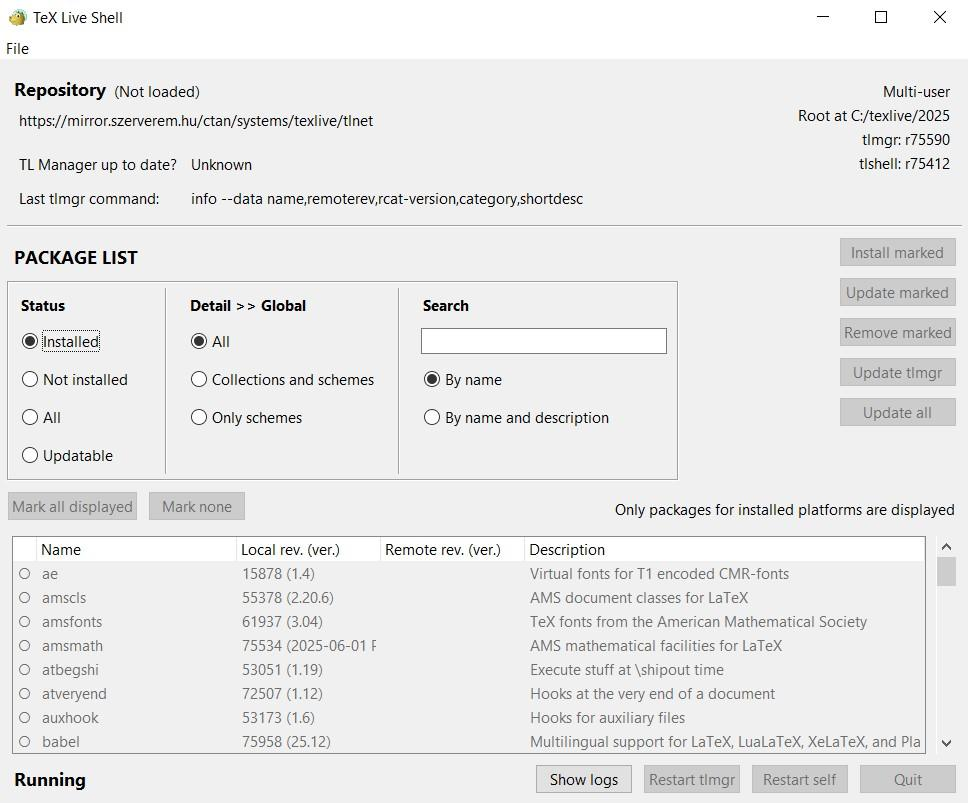 TeX Live Shell
File
Repository (Not loaded)
https://mirror.szerverem.hu/ctan/systems/texlive/tlnet
TL Manager up to date? Unknown
Last tlmgr command: info --data name,remoterev,rcat-version,category,shortdesc
Multi-user
Root at C:/texlive/2025
tlmgr: r75590
tlshell: r75412
PACKAGE LIST
Status
Installed
Not installed
All
Updatable
Detail >> Global
All
Collections and schemes
Only schemes
Search
By name
By name and description
Install marked
Update marked
Remove marked
Update tlmgr
Update all
Mark all displayed Mark none
Only packages for installed platforms are displayed
Name Local rev. (ver.) Remote rev. (ver.) Description
ae 15878 (1.4) Virtual fonts for T1 encoded CMR-fonts
amscls 55378 (2.20.6) AMS document classes for LaTeX
amsfonts 61937 (3.04) TeX fonts from the American Mathematical Society
amsmath 75534 (2025-06-01 AMS mathematical facilities for LaTeX
atbegshi 53051 (1.19) Execute stuff at \shipout time
atveryend 72507 (1.12) Hooks at the very end of a document
auxhook 53173 (1.6) Hooks for auxiliary files
babel 75958 (25.12) Multilingual support for LaTeX, LuaLaTeX, XeLaTeX, and Pla
Running
Show logs Restart tlmgr Restart self Quit